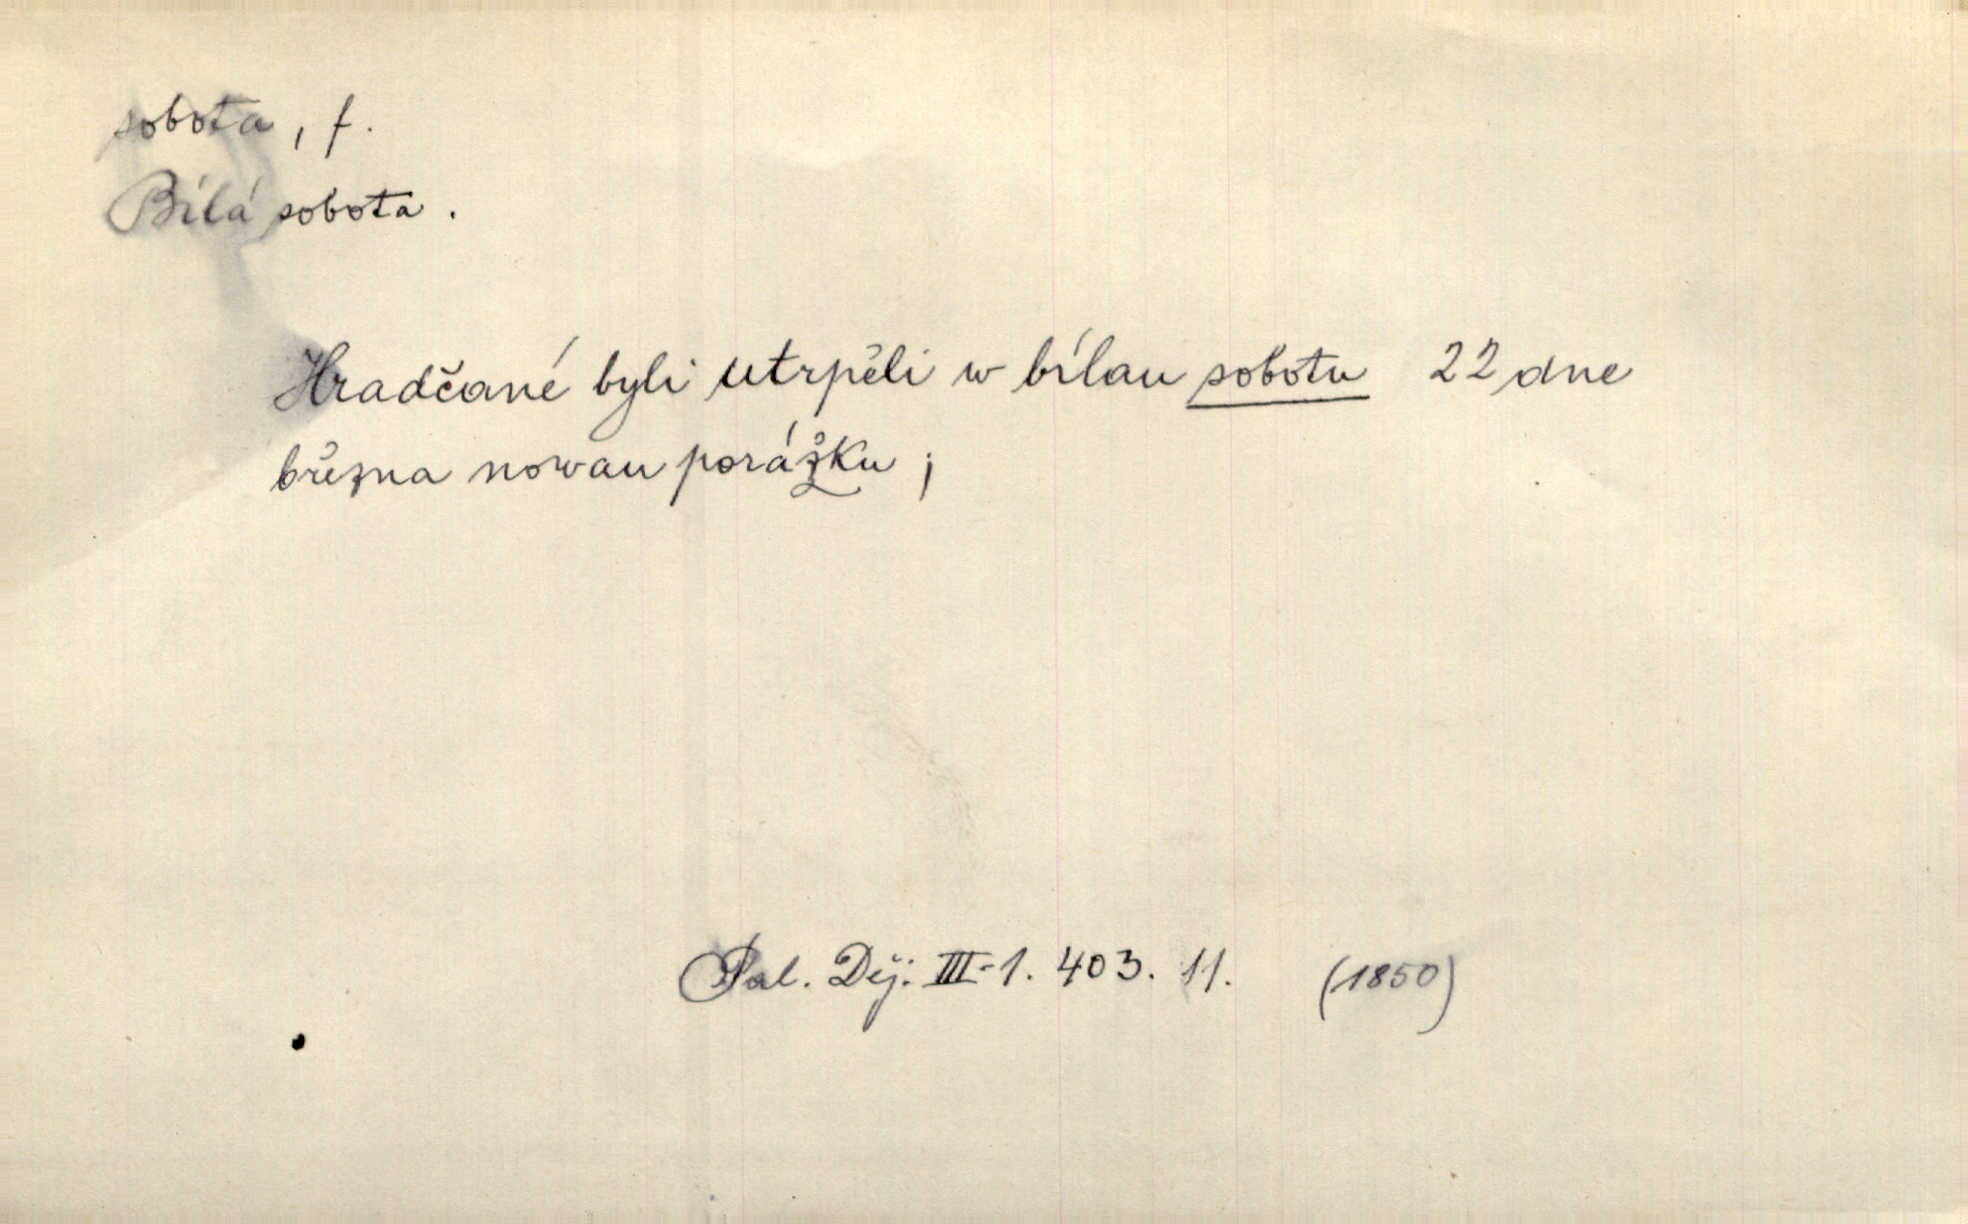 sobota, f.
Bílá sobota.
Hradčané byli utrpěli w bílau sobotu 22 dne
března nowau porážku;
Pal. Děj. III-1. 403. 11. (1850)